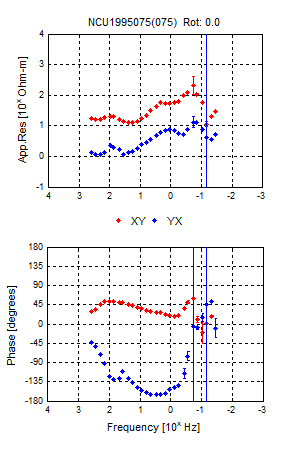 NCU1995075(075) Rot: 0.0
App.Res [10^x Ohm-m]
4
3
2
1
0
-1
4 3 2 1 0 -1 -2 -3
XY YX
Phase [degrees]
180
135
90
45
0
-45
-90
-135
-180
4 3 2 1 0 -1 -2 -3
Frequency [10^x Hz]